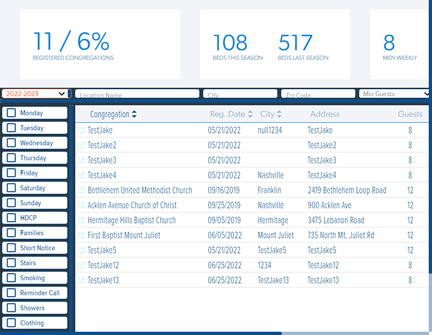 11 / 6%
REGISTERED CONGREGATIONS
108 517
BEDS THIS SEASON BEDS LAST SEASON
8
MEN WEEKLY
2022-2023 Location Name City Zip Code Min Guests
Congregation Reg. Date City Address Guests
TestJake 05/21/2022 null1234 TestJake 8
TestJake2 05/21/2022 TestJake2 8
TestJake3 05/21/2022 TestJake3 8
TestJake4 05/21/2022 Nashville TestJake4 8
Bethlehem United Methodist Church 09/16/2019 Franklin 2419 Bethlehem Loop Road 12
Acklen Avenue Church of Christ 09/25/2019 Nashville 900 Acklen Ave 12
Hermitage Hills Baptist Church 09/05/2019 Hermitage 3475 Lebanon Road 12
First Baptist Mount Juliet 06/05/2022 Mount Juliet 735 North Mt. Juliet Rd 12
TestJake5 05/21/2022 TestJake5 TestJake5 12
TestJake12 06/25/2022 1234 TestJake12 8
TestJake13 06/25/2022 TestJake13 TestJake13 8
Monday
Tuesday
Wednesday
Thursday
Friday
Saturday
Sunday
HDCP
Families
Short Notice
Stairs
Smoking
Reminder Call
Showers
Clothing